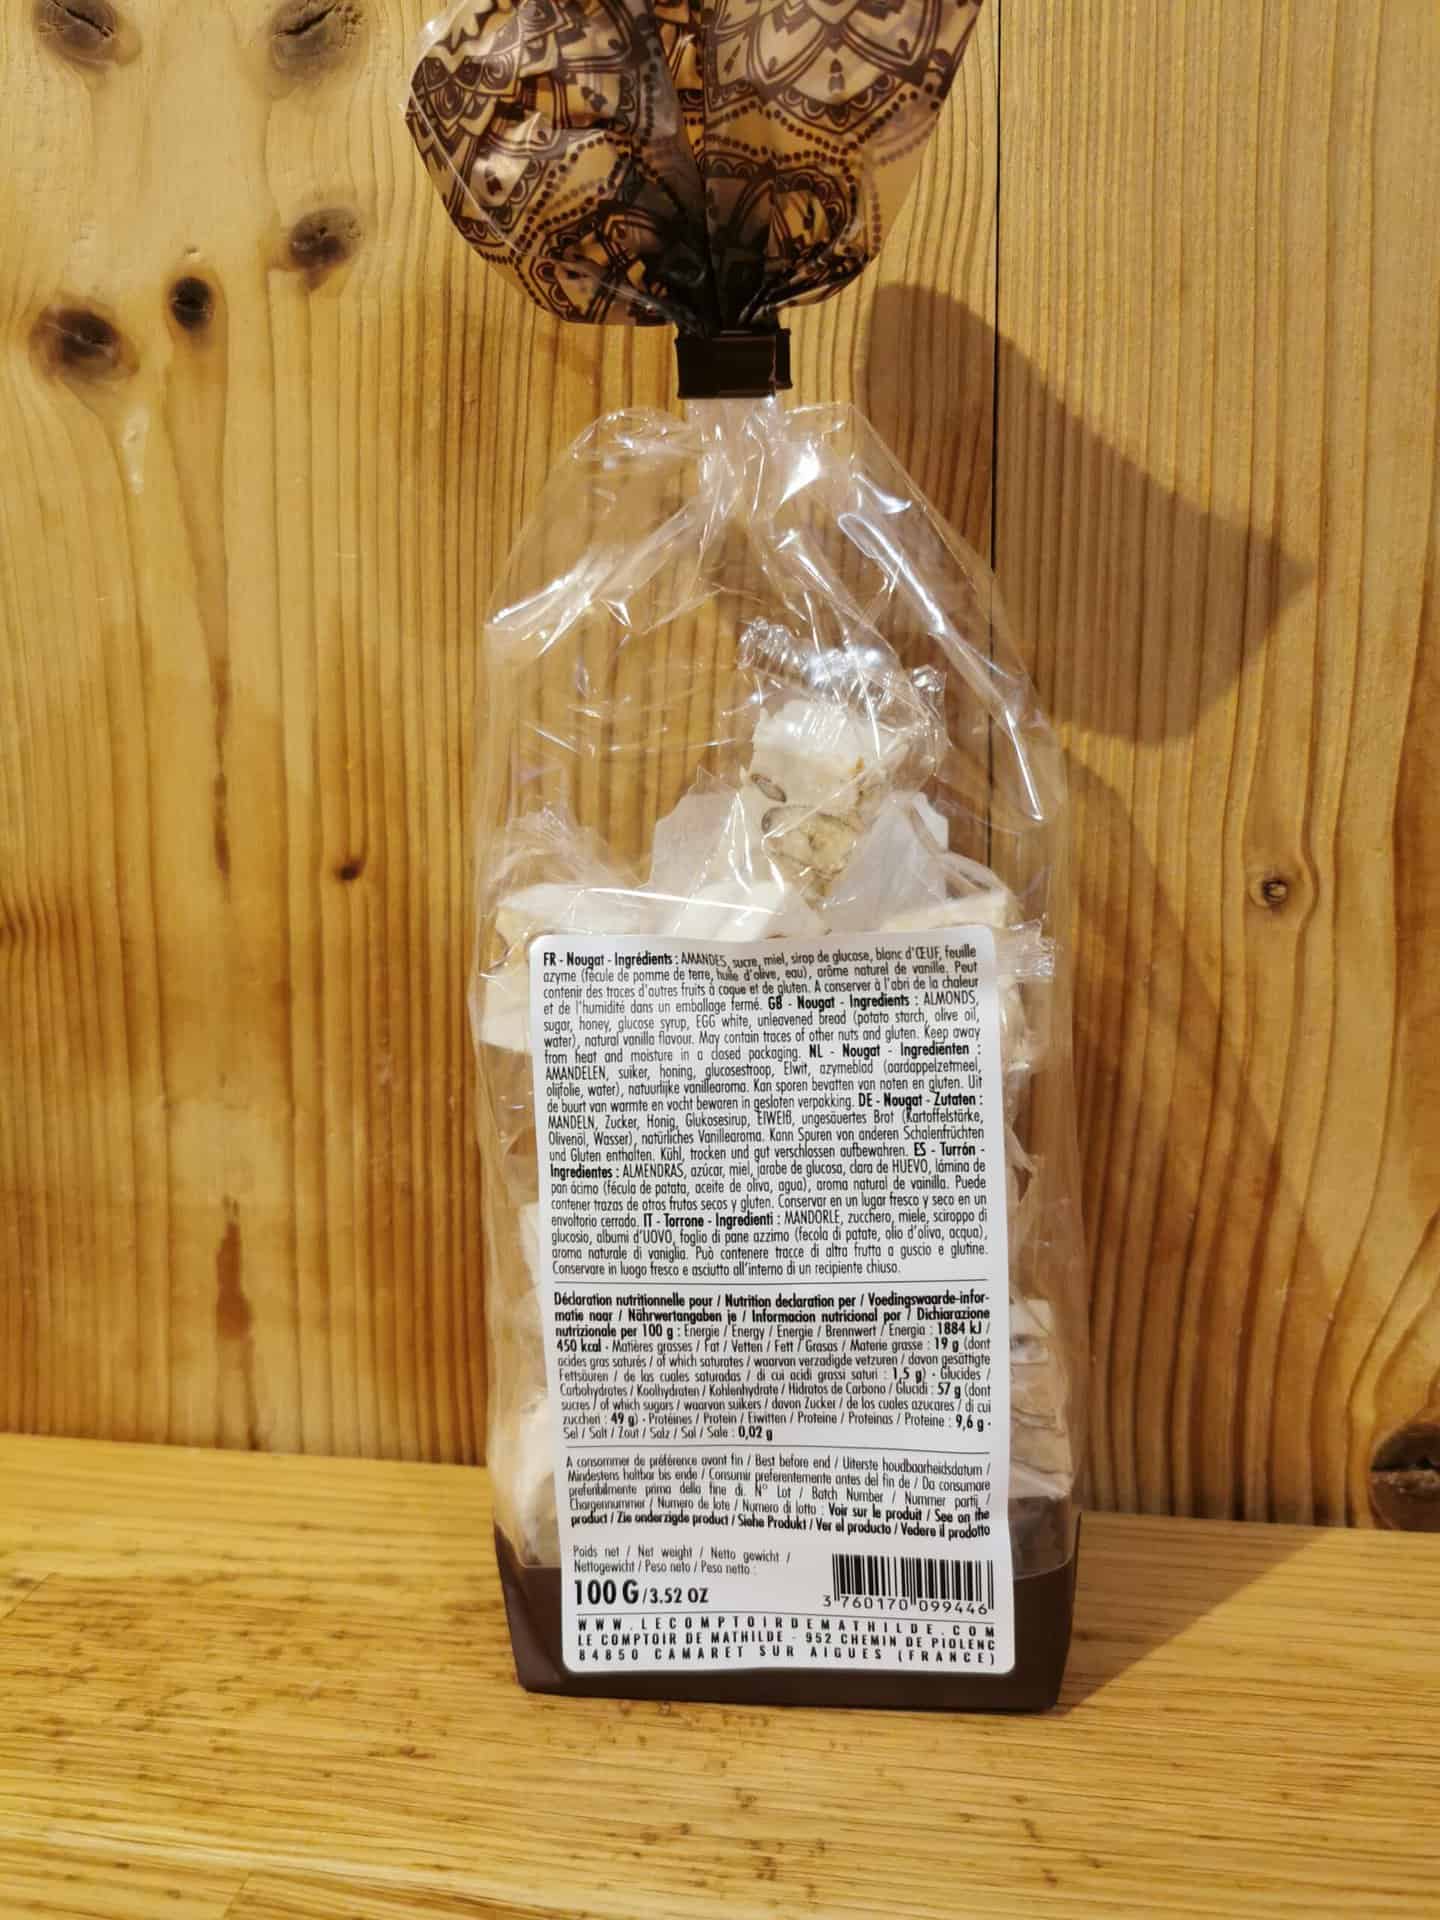 FR - Nougat - Ingrédients : AMANDES, sucre, miel, sirop de glucose, blanc d'ŒUF, feuille
azyme (fécule de pomme de terre, huile d'olive, eau), arôme naturel de vanille. Peut
contenir des traces d'autres fruits à coque et de gluten. A conserver à l'abri de la chaleur
et de l'humidité dans un emballage fermé. GB - Nougat - Ingredients : ALMONDS,
sugar, honey, glucose syrup, EGG white, unleavened bread (potato starch, olive oil,
water), natural vanilla flavour. May contain traces of other nuts and gluten. Keep away
from heat and moisture in a closed packaging. NL - Nougat - Ingrediënten :
AMANDELEN, suiker, honing, glucosestroop, Eiwit, azymeblad (aardappelzetmeel,
olijfolie, water), natuurlijke vanillearoma. Kan sporen bevatten van noten en gluten. Uit
de buurt van warmte en vocht bewaren in gesloten verpakking. DE - Nougat - Zutaten :
MANDELN, Zucker, Honig, Glukosesirup, EIWEIß, ungesäuertes Brot (Kartoffelstärke,
Olivenöl, Wasser), natürliches Vanillearoma. Kann Spuren von anderen Schalenfrüchten
und Gluten enthalten. Kühl, trocken und gut verschlossen aufbewahren. ES - Turrón -
Ingredientes : ALMENDRAS, azúcar, miel, jarabe de glucosa, clara de HUEVO, lámina de
pan ácimo (fécula de patata, aceite de oliva, agua), aroma natural de vainilla. Puede
contener trazas de otros frutos secos y gluten. Conservar en un lugar fresco y seco en un
envoltorio cerrado. IT - Torrone - Ingredienti : MANDORLE, zucchero, miele, sciroppo di
glucosio, albumi d'UOVO, foglio di pane azzimo (fecola di patate, olio d'oliva, acqua),
aroma naturale di vaniglia. Può contenere tracce di altra frutta a guscio e glutine.
Conservare in luogo fresco e asciutto all'interno di un recipiente chiuso.
Déclaration nutritionnelle pour / Nutrition declaration per / Voedingswaarde-infor-
matie naar / Nährwertangaben je / Informacion nutricional por / Dichiarazione
nutrizionale per 100 g : Energie / Energy / Energie / Brennwert / Energia : 1884 kJ /
450 kcal - Matières grasses / Fat / Vetten / Fett / Grasas / Materie grasse : 19 g (dont
acides gras saturés / of which saturates / waarvan verzadigde vetzuren / davon gesättigte
Fettsäuren / de las cuales saturadas / di cui acidi grassi saturi : 1,5 g) - Glucides /
Carbohydrates / Koolhydraten / Kohlenhydrate / Hidratos de Carbono / Glucidi : 57 g (dont
sucres / of which sugars / waarvan suikers / davon Zucker / de los cuales azucares / di cui
zuccheri : 49 g) - Protéines / Protein / Eiwitten / Proteine / Proteinas / Proteine : 9,6 g -
Sel / Salt / Zout / Salz / Sal / Sale : 0,02 g
A consommer de préférence avant fin / Best before end / Uiterste houdbaarheidsdatum /
Mindestens haltbar bis ende / Consumir preferentemente antes del fin de / Da consumare
preferibilmente prima della fine di. N° Lot / Batch Number / Nummer partij /
Chargennummer / Numero de lote / Numero di lotto : Voir sur le produit / See on the
product / Zie onderzigde product / Siehe Produkt / Ver el producto / Vedere il prodotto
Poids net / Net weight / Netto gewicht /
Nettogewicht / Peso neto / Peso netto :
100 G/3.52 OZ
3 760170 099446
WWW.LECOMPTOIRDEMATHILDE.COM
LE COMPTOIR DE MATHILDE - 952 CHEMIN DE PIOLENC
84850 CAMARET SUR AIGUES (FRANCE)